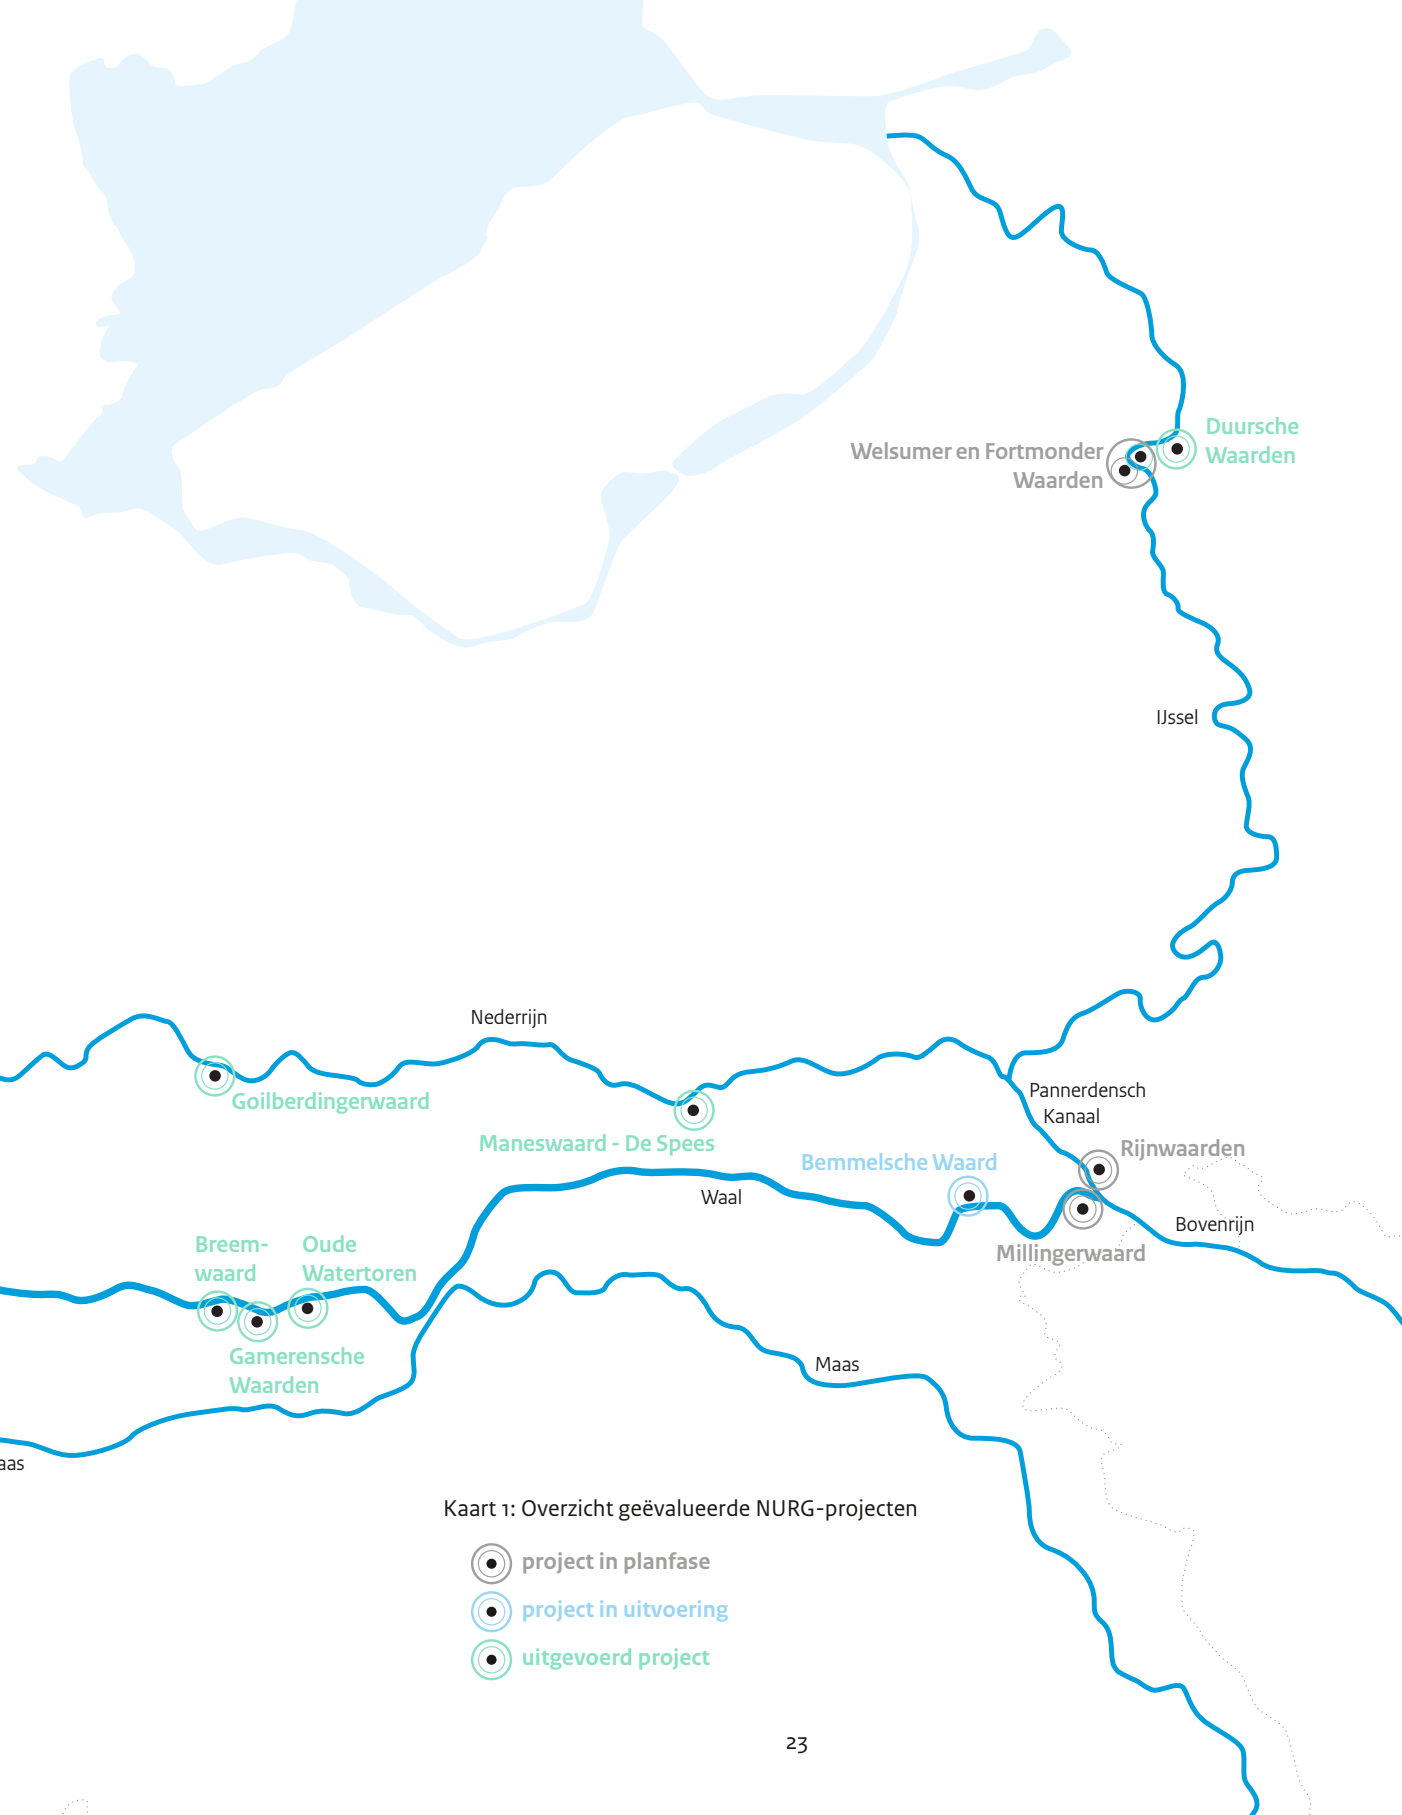 Duursche
Waarden
Welsumer en Fortmonder
Waarden
IJssel
Nederrijn
Goilberdingerwaard
Pannerdensch
Kanaal
Maneswaard - De Spees
Rijnwaarden
Bemmelsche Waard
Waal
Bovenrijn
Millingerwaard
Breem-
waard
Oude
Watertoren
Gamerensche
Waarden
Maas
aas
Kaart 1: Overzicht geëvalueerde NURG-projecten
project in planfase
project in uitvoering
uitgevoerd project
23